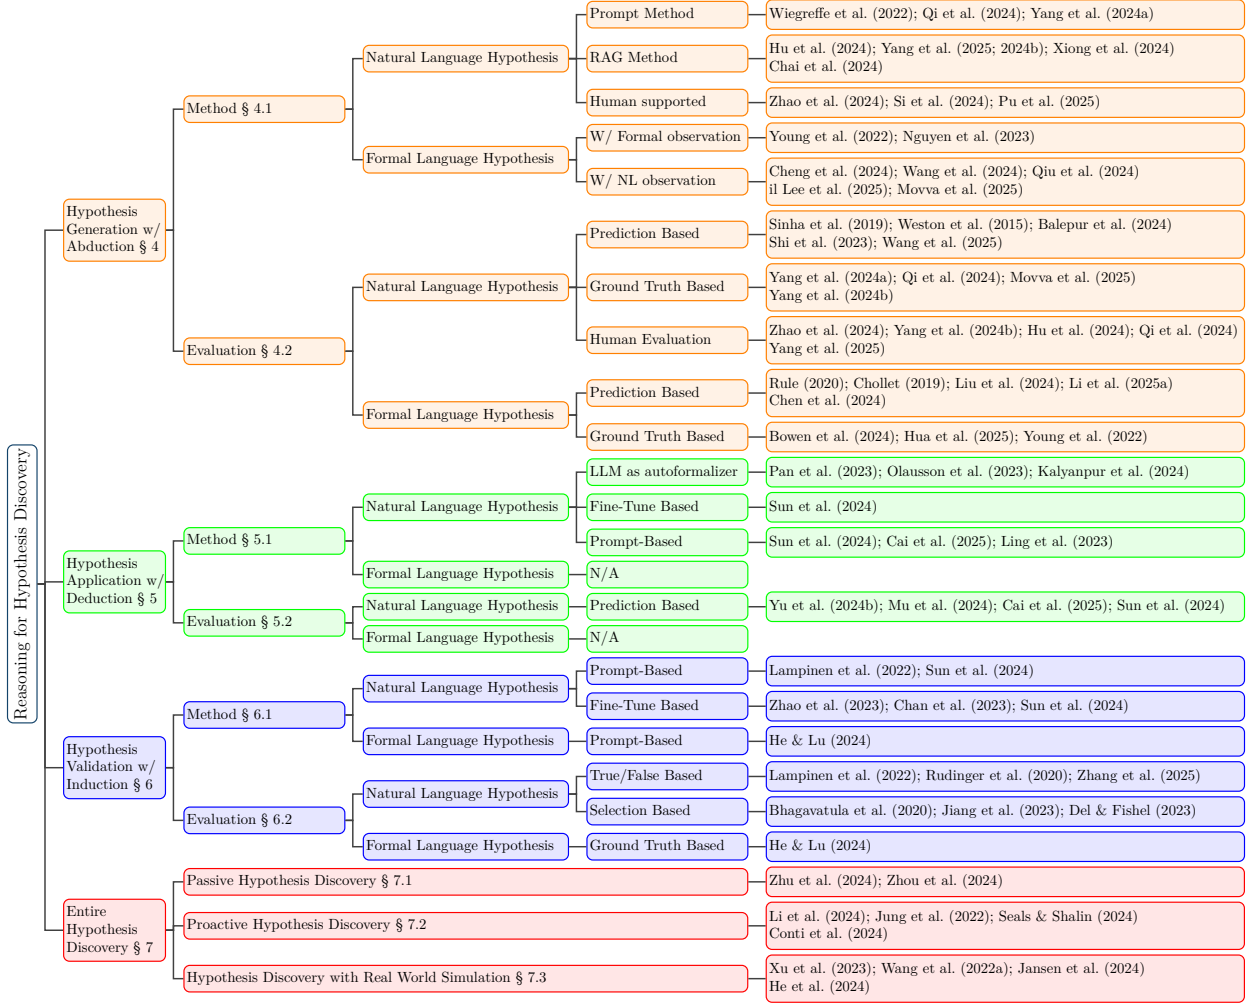 Reasoning for Hypothesis Discovery
Hypothesis
Generation w/
Abduction § 4
Method § 4.1
Natural Language Hypothesis
Prompt Method
Wiegreffe et al. (2022); Qi et al. (2024); Yang et al. (2024a)
RAG Method
Hu et al. (2024); Yang et al. (2025; 2024b); Xiong et al. (2024)
Chai et al. (2024)
Human supported
Zhao et al. (2024); Si et al. (2024); Pu et al. (2025)
Formal Language Hypothesis
W/ Formal observation
Young et al. (2022); Nguyen et al. (2023)
W/ NL observation
Cheng et al. (2024); Wang et al. (2024); Qiu et al. (2024)
il Lee et al. (2025); Movva et al. (2025)
Evaluation § 4.2
Natural Language Hypothesis
Prediction Based
Sinha et al. (2019); Weston et al. (2015); Balepur et al. (2024)
Shi et al. (2023); Wang et al. (2025)
Ground Truth Based
Yang et al. (2024a); Qi et al. (2024); Movva et al. (2025)
Yang et al. (2024b)
Human Evaluation
Zhao et al. (2024); Yang et al. (2024b); Hu et al. (2024); Qi et al. (2024)
Yang et al. (2025)
Formal Language Hypothesis
Prediction Based
Rule (2020); Chollet (2019); Liu et al. (2024); Li et al. (2025a)
Chen et al. (2024)
Ground Truth Based
Bowen et al. (2024); Hua et al. (2025); Young et al. (2022)
Hypothesis
Application w/
Deduction § 5
Method § 5.1
Natural Language Hypothesis
LLM as autoformalizer
Pan et al. (2023); Olausson et al. (2023); Kalyanpur et al. (2024)
Fine-Tune Based
Sun et al. (2024)
Prompt-Based
Sun et al. (2024); Cai et al. (2025); Ling et al. (2023)
Formal Language Hypothesis
N/A
Evaluation § 5.2
Natural Language Hypothesis
Prediction Based
Yu et al. (2024b); Mu et al. (2024); Cai et al. (2025); Sun et al. (2024)
Formal Language Hypothesis
N/A
Hypothesis
Validation w/
Induction § 6
Method § 6.1
Natural Language Hypothesis
Prompt-Based
Lampinen et al. (2022); Sun et al. (2024)
Fine-Tune Based
Zhao et al. (2023); Chan et al. (2023); Sun et al. (2024)
Formal Language Hypothesis
Prompt-Based
He & Lu (2024)
Evaluation § 6.2
Natural Language Hypothesis
True/False Based
Lampinen et al. (2022); Rudinger et al. (2020); Zhang et al. (2025)
Selection Based
Bhagavatula et al. (2020); Jiang et al. (2023); Del & Fishel (2023)
Formal Language Hypothesis
Ground Truth Based
He & Lu (2024)
Entire
Hypothesis
Discovery § 7
Passive Hypothesis Discovery § 7.1
Zhu et al. (2024); Zhou et al. (2024)
Proactive Hypothesis Discovery § 7.2
Li et al. (2024); Jung et al. (2022); Seals & Shalin (2024)
Conti et al. (2024)
Hypothesis Discovery with Real World Simulation § 7.3
Xu et al. (2023); Wang et al. (2022a); Jansen et al. (2024)
He et al. (2024)